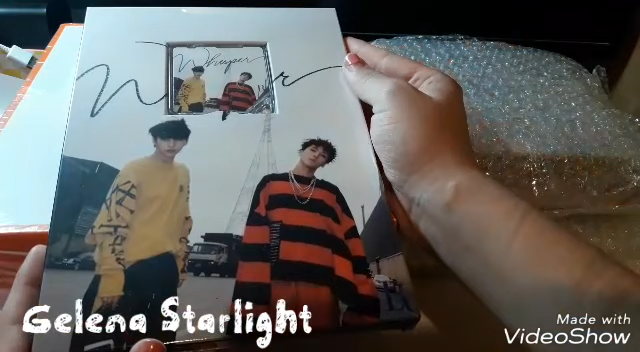 Whisper
W r
Gelena Starlight
Made with
VideoShow